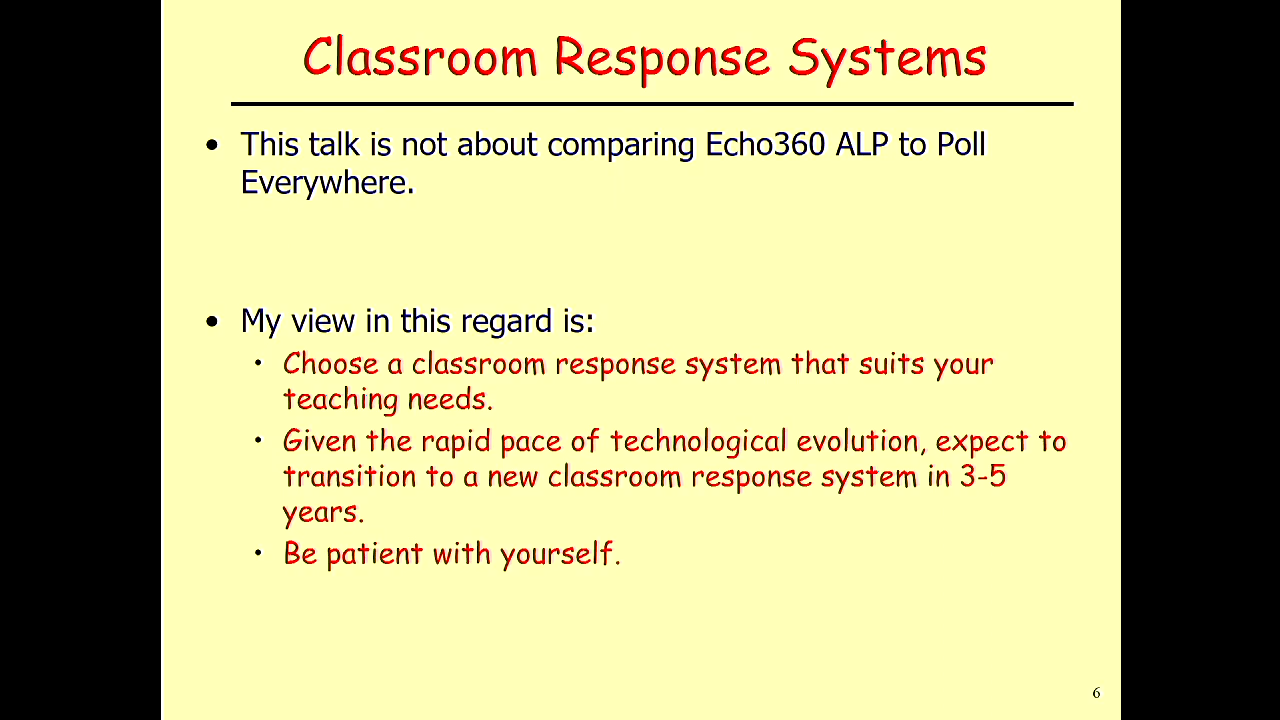 Classroom Response Systems
• This talk is not about comparing Echo360 ALP to Poll
Everywhere.
• My view in this regard is:
• Choose a classroom response system that suits your
teaching needs.
• Given the rapid pace of technological evolution, expect to
transition to a new classroom response system in 3-5
years.
• Be patient with yourself.
6